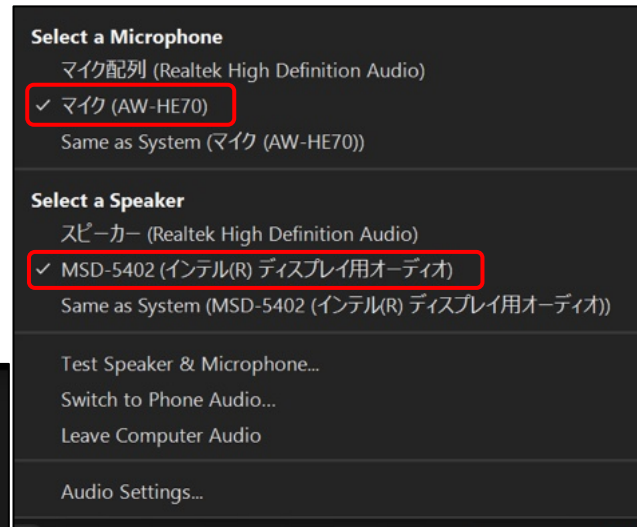 Select a Microphone
マイク配列 (Realtek High Definition Audio)
✓ マイク (AW-HE70)
Same as System (マイク (AW-HE70))
Select a Speaker
スピーカー (Realtek High Definition Audio)
✓ MSD-5402 (インテル(R) ディスプレイ用オーディオ)
Same as System (MSD-5402 (インテル(R) ディスプレイ用オーディオ))
Test Speaker & Microphone...
Switch to Phone Audio...
Leave Computer Audio
Audio Settings...